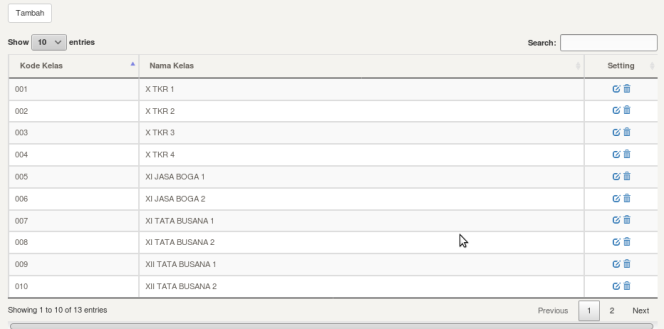 Tambah
Show 10 entries Search:
Kode Kelas Nama Kelas Setting
001 X TKR 1
002 X TKR 2
003 X TKR 3
004 X TKR 4
005 XI JASA BOGA 1
006 XI JASA BOGA 2
007 XI TATA BUSANA 1
008 XI TATA BUSANA 2
009 XII TATA BUSANA 1
010 XII TATA BUSANA 2
Showing 1 to 10 of 13 entries Previous 1 2 Next